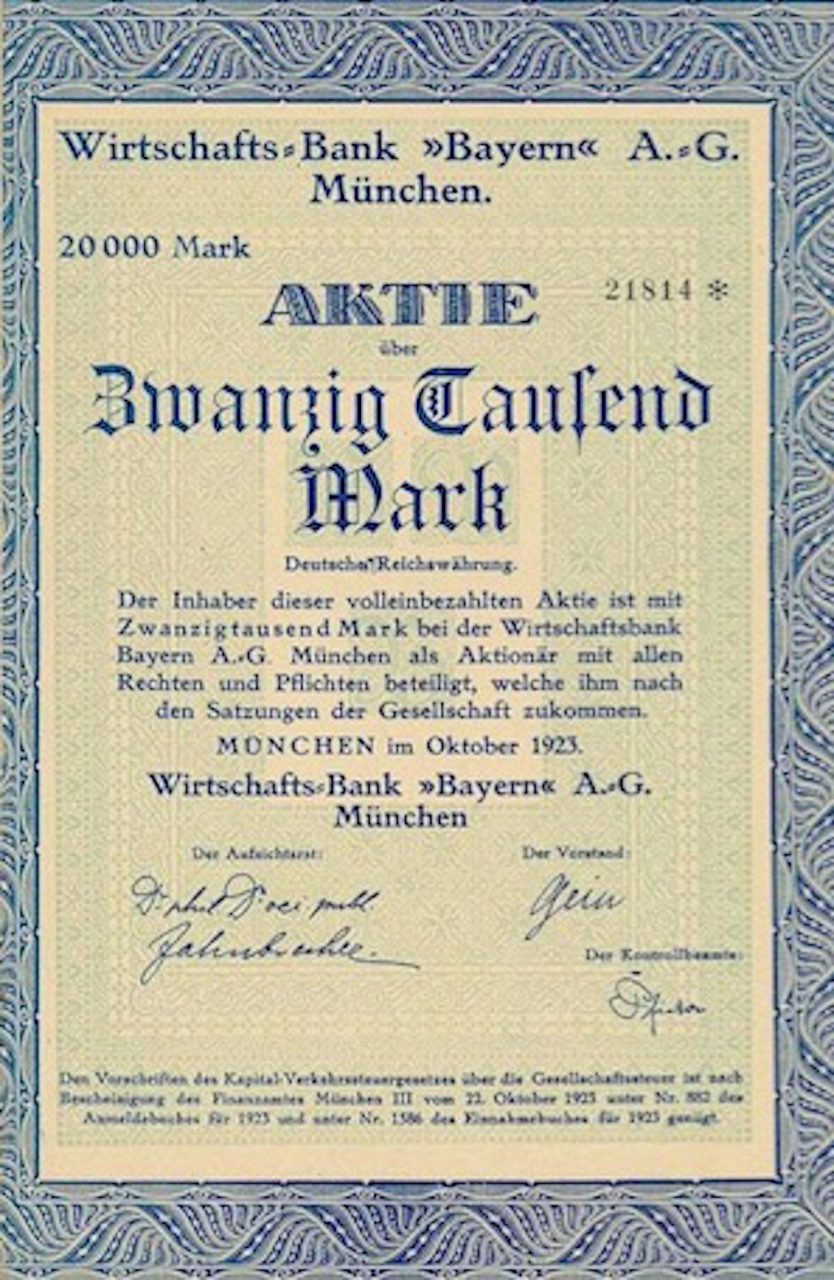 Wirtschafts=Bank »Bayern« A.=G.
München.
20 000 Mark
AKTIE
21814 *
über
Zwanzig Tauſend
Mark
Deutsche Reichswährung.
Der Inhaber dieser volleinbezahlten Aktie ist mit
Zwanzigtausend Mark bei der Wirtschaftsbank
Bayern A.=G. München als Aktionär mit allen
Rechten und Pflichten beteiligt, welche ihm nach
den Satzungen der Gesellschaft zukommen.
MÜNCHEN im Oktober 1923.
Wirtschafts=Bank »Bayern« A.=G.
München
Der Aufsichtsrat:
Der Vorstand:
Der Kontrollbeamte:
Den Vorschriften des Kapital-Verkehrssteuergesetzes über die Gesellschaftssteuer ist nach
Bescheinigung des Finanzamtes München III vom 22. Oktober 1923 unter Nr. 882 des
Anmeldebuches für 1923 und unter Nr. 1386 des Einnahmebuches für 1923 genügt.